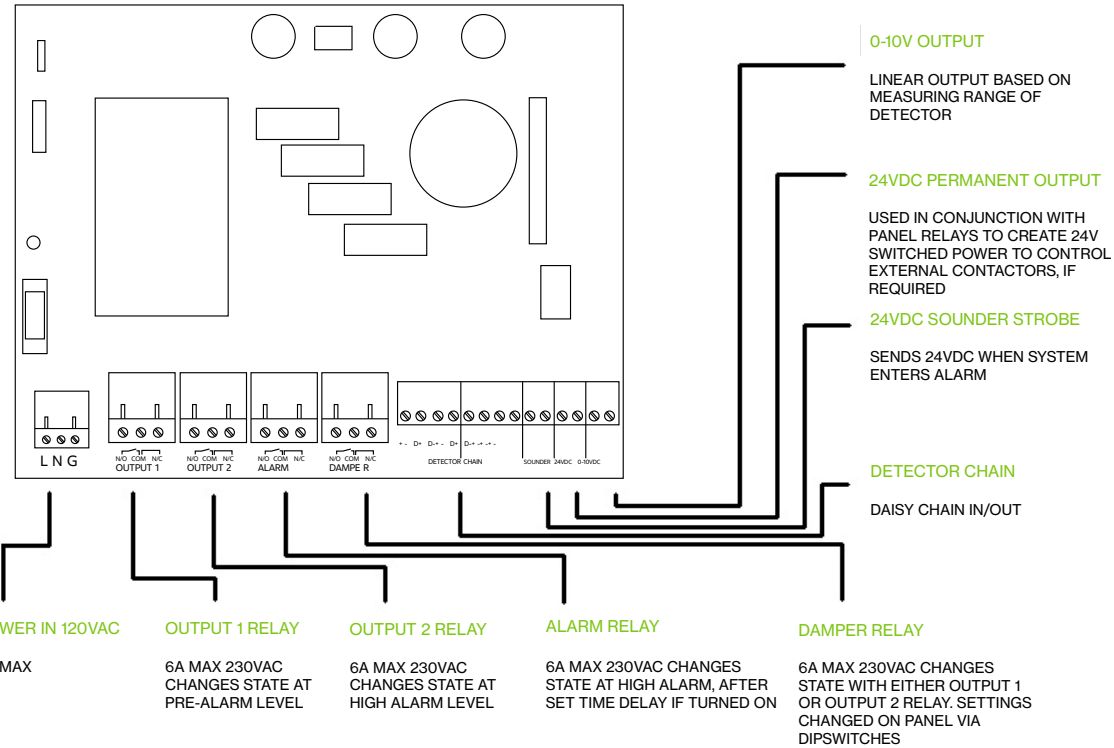 0-10V OUTPUT
LINEAR OUTPUT BASED ON
MEASURING RANGE OF
DETECTOR
24VDC PERMANENT OUTPUT
USED IN CONJUNCTION WITH
PANEL RELAYS TO CREATE 24V
SWITCHED POWER TO CONTROL
EXTERNAL CONTACTORS, IF
REQUIRED
24VDC SOUNDER STROBE
SENDS 24VDC WHEN SYSTEM
ENTERS ALARM
DETECTOR CHAIN
DAISY CHAIN IN/OUT
L N G
N/O COM N/C
OUTPUT 1
N/O COM N/C
OUTPUT 2
N/O COM N/C
ALARM
N/O COM N/C
DAMPE R
+ - D+ D-+ - D+ D-+ -+ -+ -
DETECTOR CHAIN
SOUNDER 24VDC 0-10VDC
WER IN 120VAC
MAX
OUTPUT 1 RELAY
6A MAX 230VAC
CHANGES STATE AT
PRE-ALARM LEVEL
OUTPUT 2 RELAY
6A MAX 230VAC
CHANGES STATE AT
HIGH ALARM LEVEL
ALARM RELAY
6A MAX 230VAC CHANGES
STATE AT HIGH ALARM, AFTER
SET TIME DELAY IF TURNED ON
DAMPER RELAY
6A MAX 230VAC CHANGES
STATE WITH EITHER OUTPUT 1
OR OUTPUT 2 RELAY. SETTINGS
CHANGED ON PANEL VIA
DIPSWITCHES